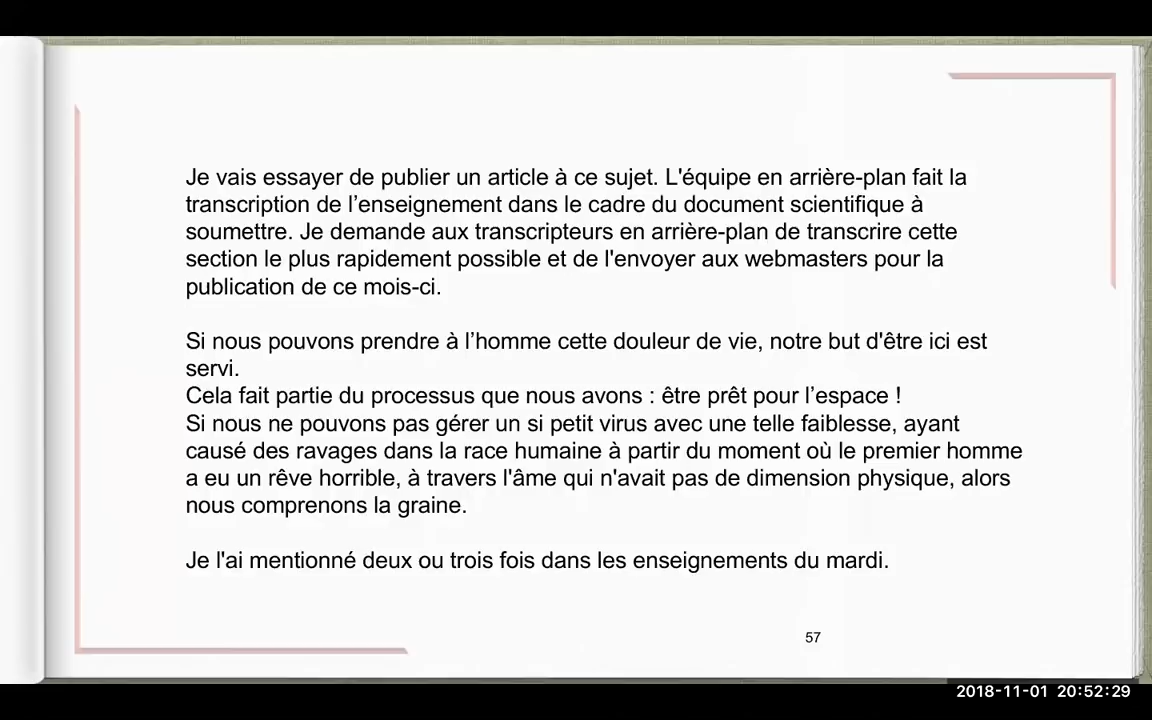 Je vais essayer de publier un article à ce sujet. L'équipe en arrière-plan fait la
transcription de l’enseignement dans le cadre du document scientifique à
soumettre. Je demande aux transcripteurs en arrière-plan de transcrire cette
section le plus rapidement possible et de l'envoyer aux webmasters pour la
publication de ce mois-ci.
Si nous pouvons prendre à l’homme cette douleur de vie, notre but d'être ici est
servi.
Cela fait partie du processus que nous avons : être prêt pour l’espace !
Si nous ne pouvons pas gérer un si petit virus avec une telle faiblesse, ayant
causé des ravages dans la race humaine à partir du moment où le premier homme
a eu un rêve horrible, à travers l'âme qui n'avait pas de dimension physique, alors
nous comprenons la graine.
Je l'ai mentionné deux ou trois fois dans les enseignements du mardi.
57
2018-11-01 20:52:29